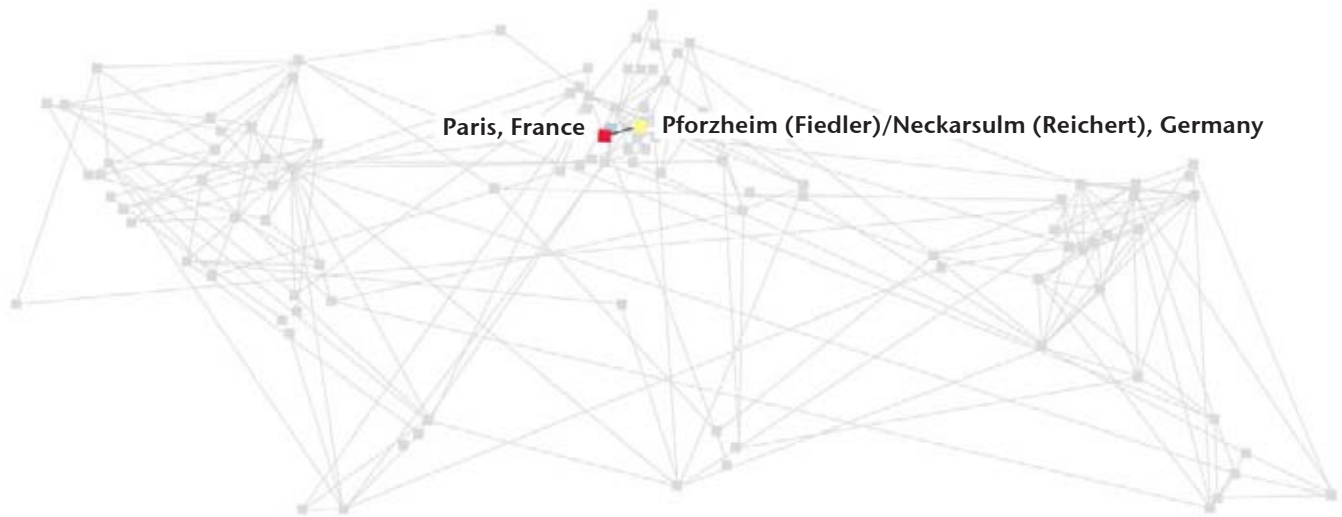 Paris, France
Pforzheim (Fiedler)/Neckarsulm (Reichert), Germany